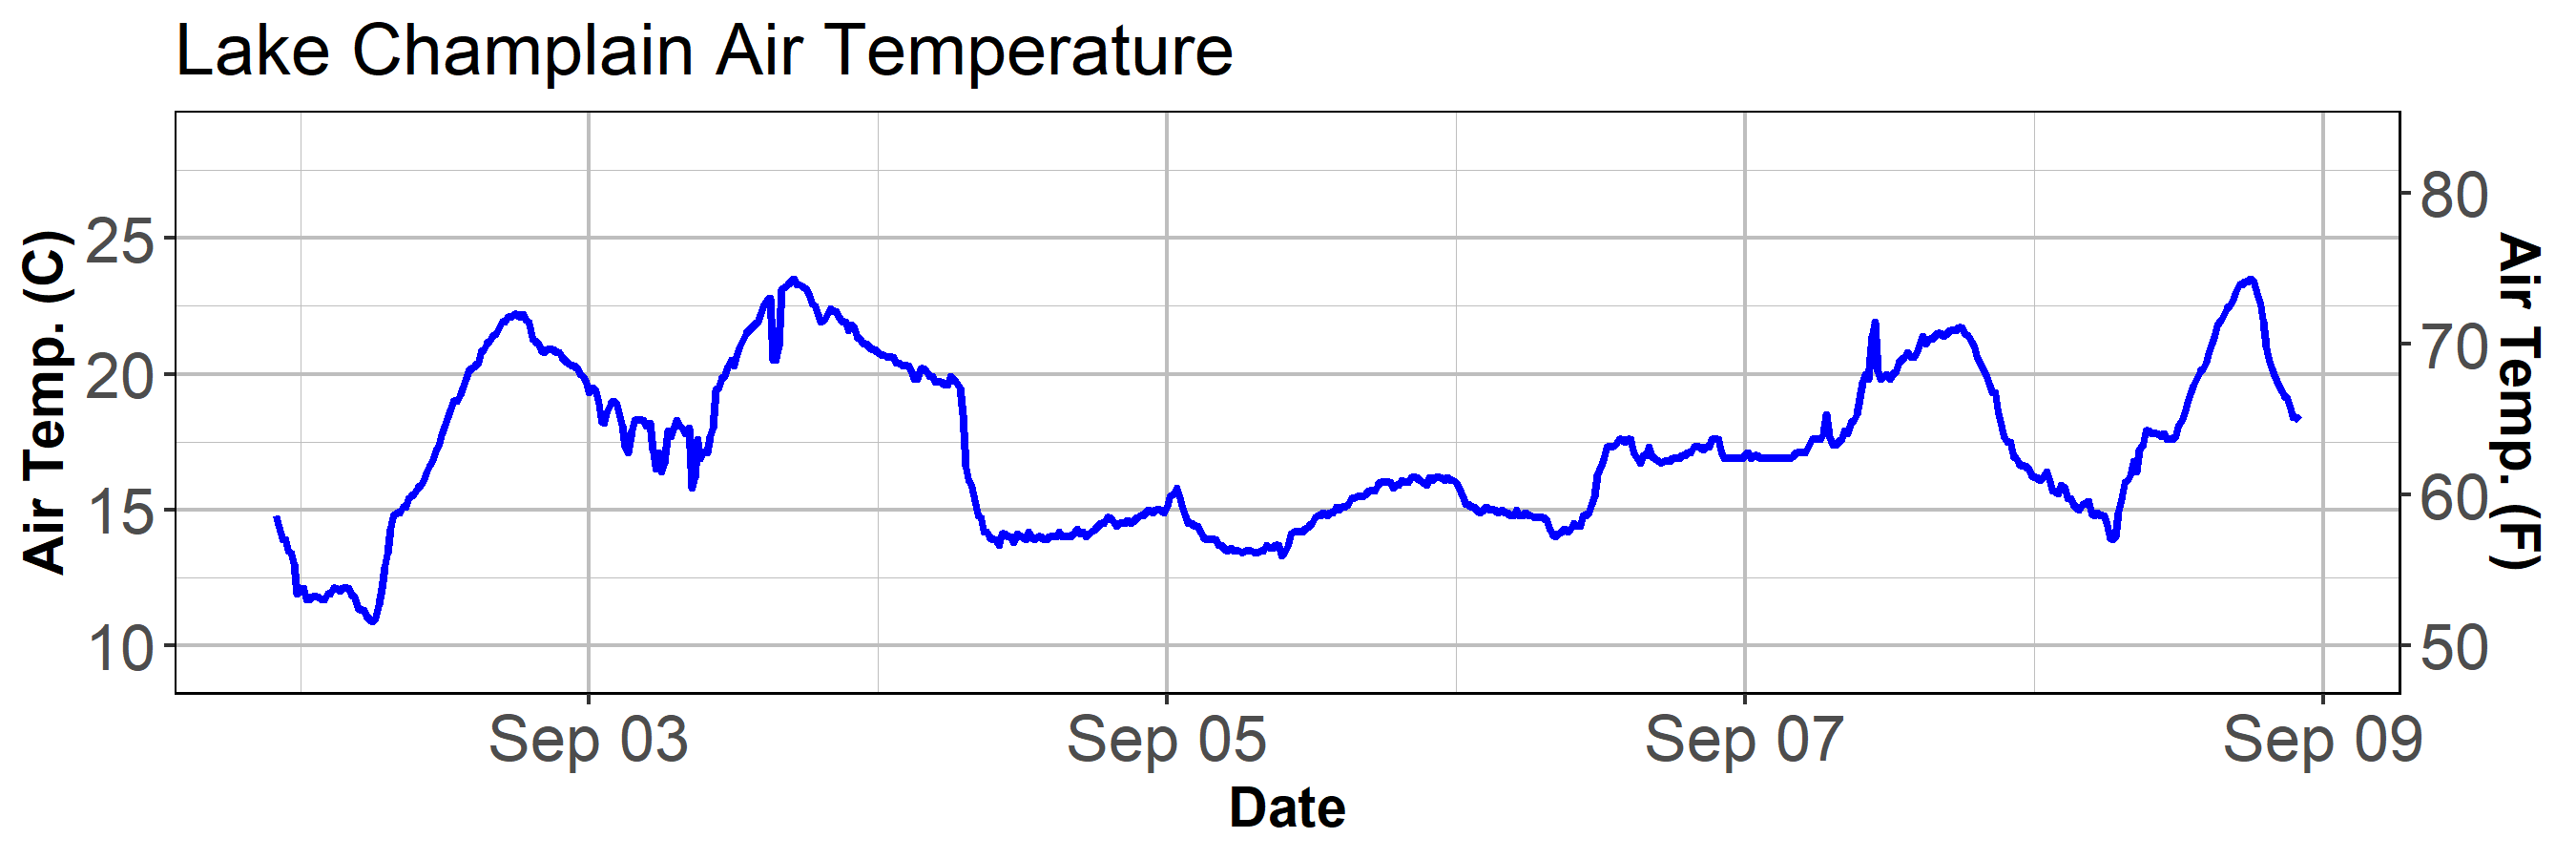 Lake Champlain Air Temperature
Air Temp. (C)
25
20
15
10
80
70
60
50
Air Temp. (F)
Sep 03
Sep 05
Sep 07
Sep 09
Date